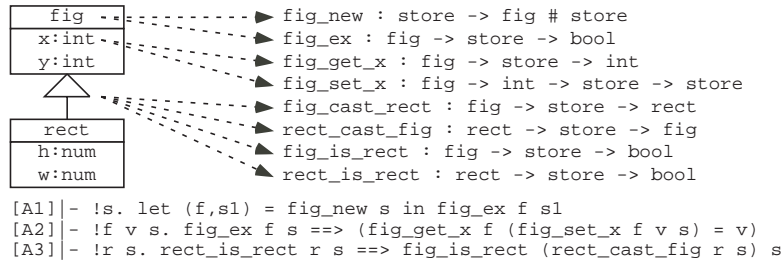 fig
x:int
y:int
rect
h:num
w:num
fig_new : store -> fig # store
fig_ex : fig -> store -> bool
fig_get_x : fig -> store -> int
fig_set_x : fig -> int -> store -> store
fig_cast_rect : fig -> store -> rect
rect_cast_fig : rect -> store -> fig
fig_is_rect : fig -> store -> bool
rect_is_rect : rect -> store -> bool
[A1]|- !s. let (f,s1) = fig_new s in fig_ex f s1
[A2]|- !f v s. fig_ex f s ==> (fig_get_x f (fig_set_x f v s) = v)
[A3]|- !r s. rect_is_rect r s ==> fig_is_rect (rect_cast_fig r s) s